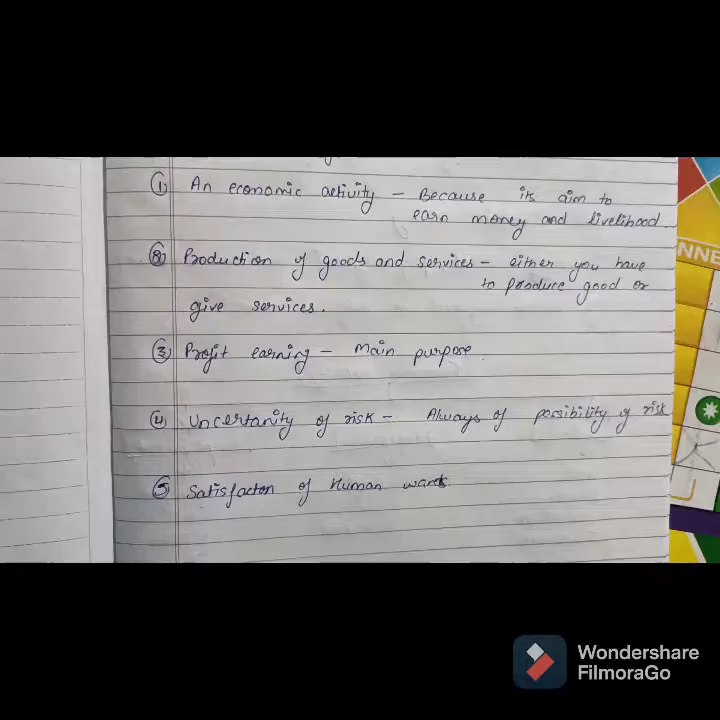 ① An economic activity – Because its aim to
earn money and livelihood
② Production of goods and services – either you have
to produce good or
give services.
③ Profit earning – Main purpose.
④ Uncertanity of risk – Always of possibility of risk
⑤ Satisfacton of Human wants
NNE
Wondershare
FilmoraGo